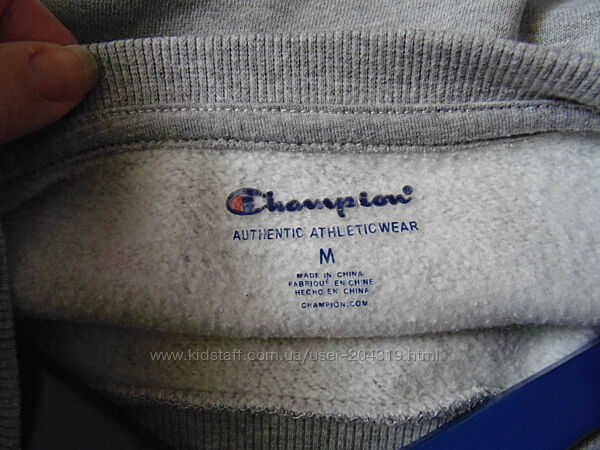 Champion®
AUTHENTIC ATHLETICWEAR
M
MADE IN CHINA
FABRIQUÉ EN CHINE
HECHO EN CHINA
CHAMPION.COM
www.kidstaff.com.ua/user-204319.html